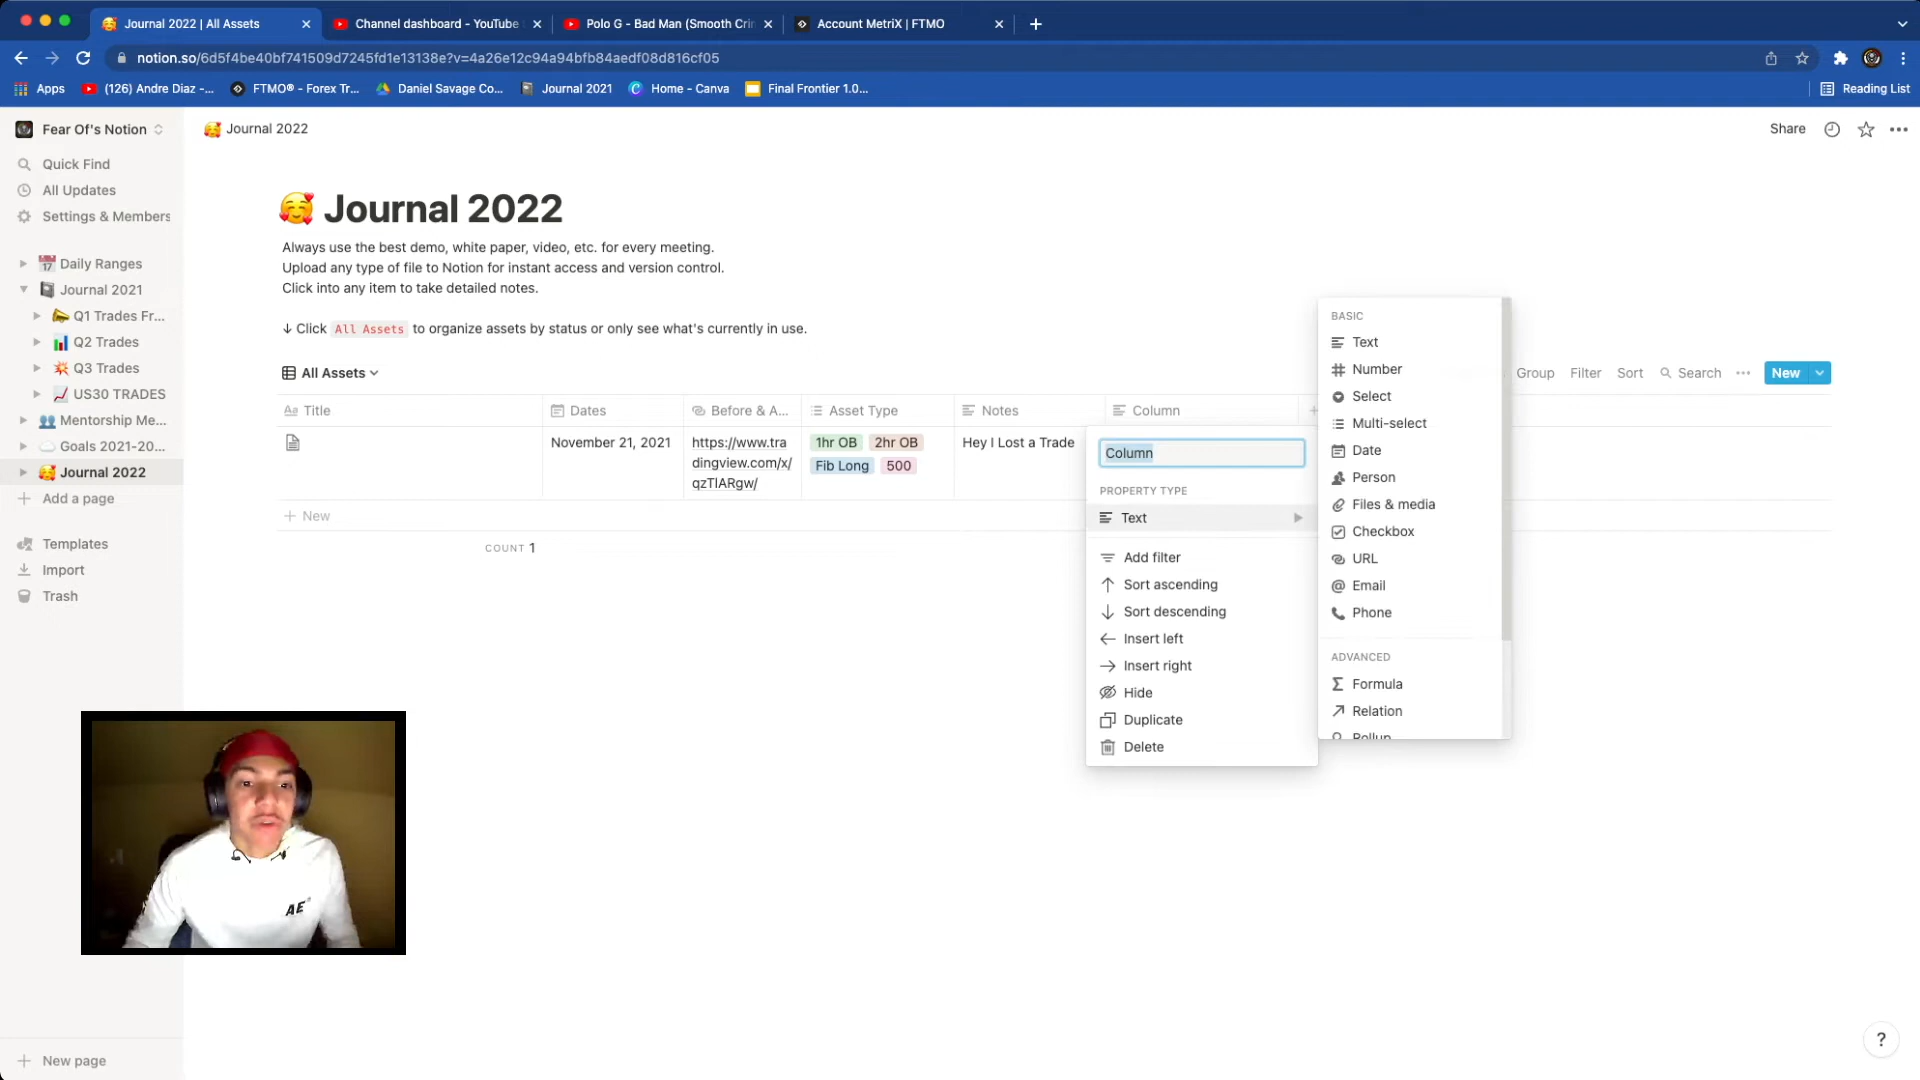 Journal 2022 | All Assets
Channel dashboard - YouTube
Polo G - Bad Man (Smooth Crim
Account MetriX | FTMO
notion.so/6d5f4be40bf741509d7245fd1e13138e?v=4a26e12c94a94bfb84aedf08d816cf05
Apps
(126) Andre Diaz -...
FTMO® - Forex Tr...
Daniel Savage Co...
Journal 2021
Home - Canva
Final Frontier 1.0...
Reading List
Fear Of's Notion
Journal 2022
Share
Quick Find
All Updates
Settings & Members
Daily Ranges
Journal 2021
Q1 Trades Fr...
Q2 Trades
Q3 Trades
US30 TRADES
Mentorship Me...
Goals 2021-20...
Journal 2022
Add a page
Templates
Import
Trash
New page
Journal 2022
Always use the best demo, white paper, video, etc. for every meeting.
Upload any type of file to Notion for instant access and version control.
Click into any item to take detailed notes.
↓ Click All Assets to organize assets by status or only see what's currently in use.
All Assets
Group
Filter
Sort
Search
New
Aa Title
Dates
Before & A...
Asset Type
Notes
Column
November 21, 2021
https://www.tra
dingview.com/x/
qzTlARgw/
1hr OB
2hr OB
Fib Long
500
Hey I Lost a Trade
+ New
COUNT 1
Column
PROPERTY TYPE
Text
Add filter
Sort ascending
Sort descending
Insert left
Insert right
Hide
Duplicate
Delete
BASIC
Text
Number
Select
Multi-select
Date
Person
Files & media
Checkbox
URL
Email
Phone
ADVANCED
Formula
Relation
Rollup
AE
?